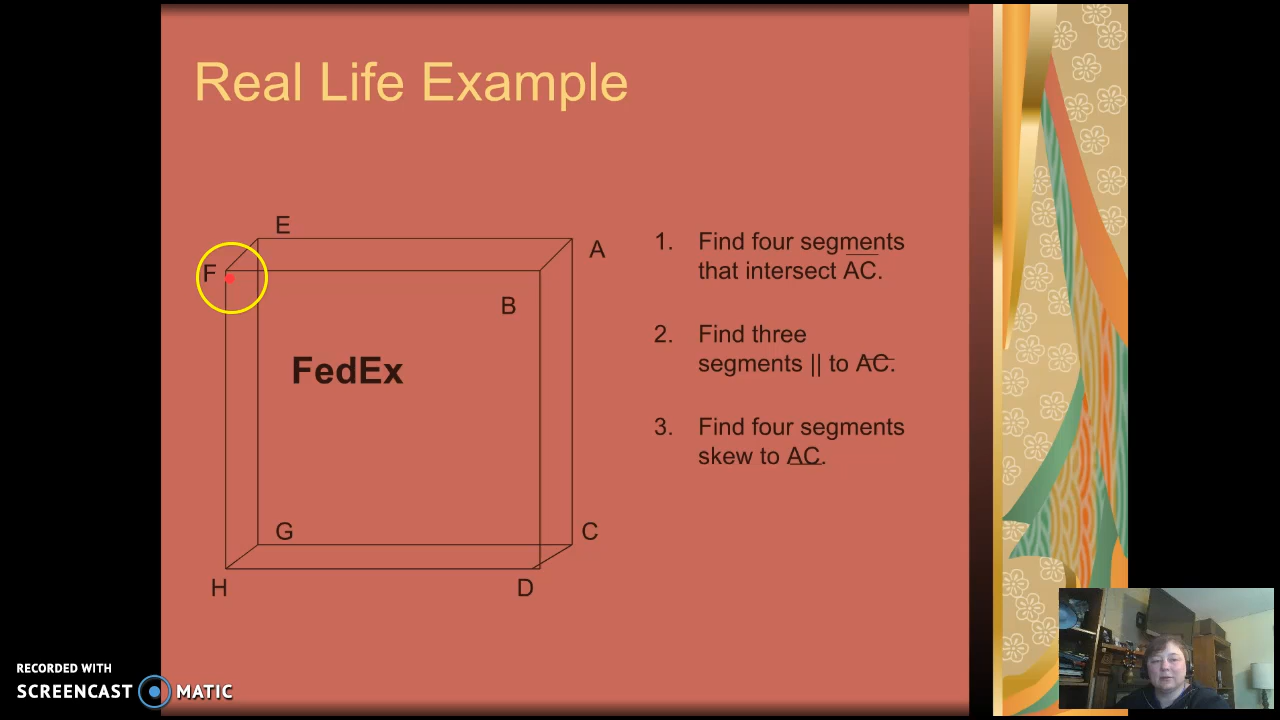 Real Life Example
E
A
F
B
FedEx
G
C
H
D
1. Find four segments
that intersect AC.
2. Find three
segments || to AC.
3. Find four segments
skew to AC.
RECORDED WITH
SCREENCAST MATIC